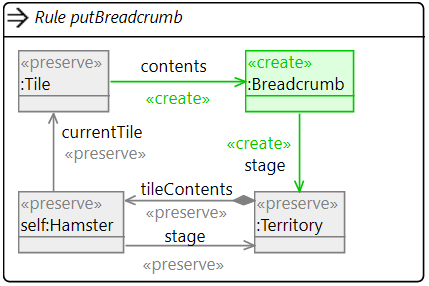 Rule putBreadcrumb
«preserve»
:Tile
contents
«create»
«create»
:Breadcrumb
currentTile
«preserve»
«create»
stage
«preserve»
self:Hamster
tileContents
«preserve»
stage
«preserve»
«preserve»
:Territory